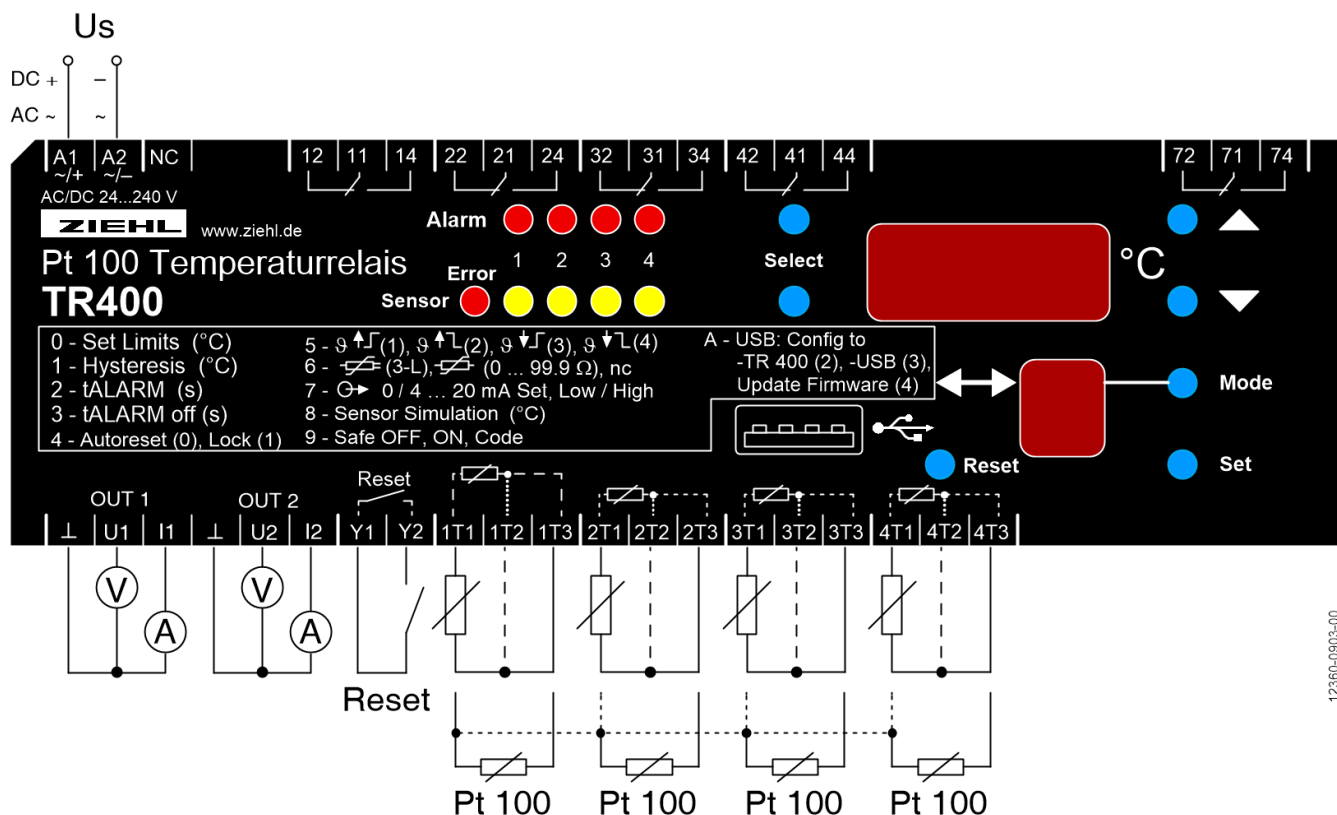 Us
DC + –
AC ~ ~
A1 A2 NC 12 11 14 22 21 24 32 31 34 42 41 44 72 71 74
~/+ ~/–
AC/DC 24...240 V
ZIEHL www.ziehl.de
Alarm
Pt 100 Temperaturrelais
1 2 3 4
Select
°C
Error
TR400
Sensor
0 - Set Limits (°C)
1 - Hysteresis (°C)
2 - tALARM (s)
3 - tALARM off (s)
4 - Autoreset (0), Lock (1)
5 - ϑ (1), ϑ (2), ϑ (3), ϑ (4)
6 - (3-L), (0 ... 99.9 Ω), nc
7 - 0 / 4 ... 20 mA Set, Low / High
8 - Sensor Simulation (°C)
9 - Safe OFF, ON, Code
A - USB: Config to
-TR 400 (2), -USB (3),
Update Firmware (4)
Mode
Reset
Set
OUT 1 OUT 2 Reset
⊥ U1 I1 ⊥ U2 I2 Y1 Y2 1T1 1T2 1T3 2T1 2T2 2T3 3T1 3T2 3T3 4T1 4T2 4T3
V V
A A
Reset
Pt 100 Pt 100 Pt 100 Pt 100
12360-0903-00